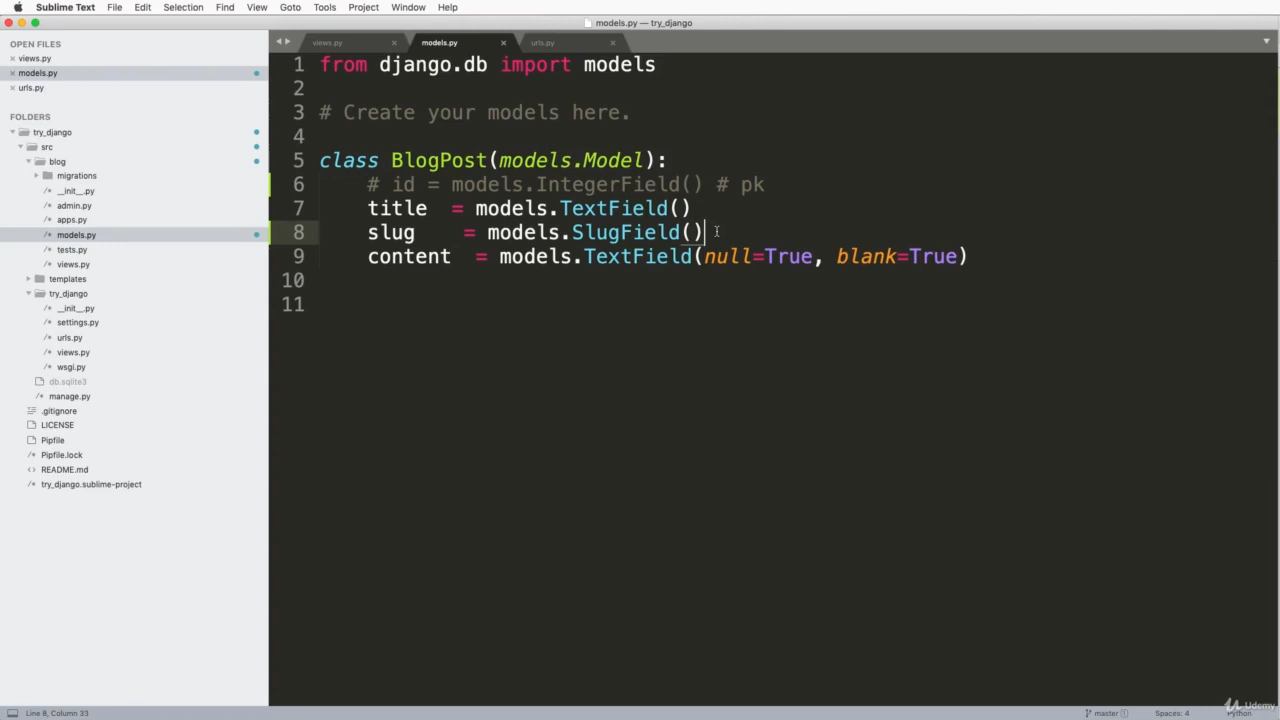 Sublime Text File Edit Selection Find View Goto Tools Project Window Help
models.py — try_django
OPEN FILES
views.py
models.py
urls.py
FOLDERS
try_django
src
blog
migrations
__init__.py
admin.py
apps.py
models.py
tests.py
views.py
templates
try_django
__init__.py
settings.py
urls.py
views.py
wsgi.py
db.sqlite3
manage.py
.gitignore
LICENSE
Pipfile
Pipfile.lock
README.md
try_django.sublime-project
views.py models.py urls.py
1 from django.db import models
2
3 # Create your models here.
4
5 class BlogPost(models.Model):
6 # id = models.IntegerField() # pk
7 title = models.TextField()
8 slug = models.SlugField()
9 content = models.TextField(null=True, blank=True)
10
11
Line 8, Column 33
master 1 Spaces: 4 Python
Udemy